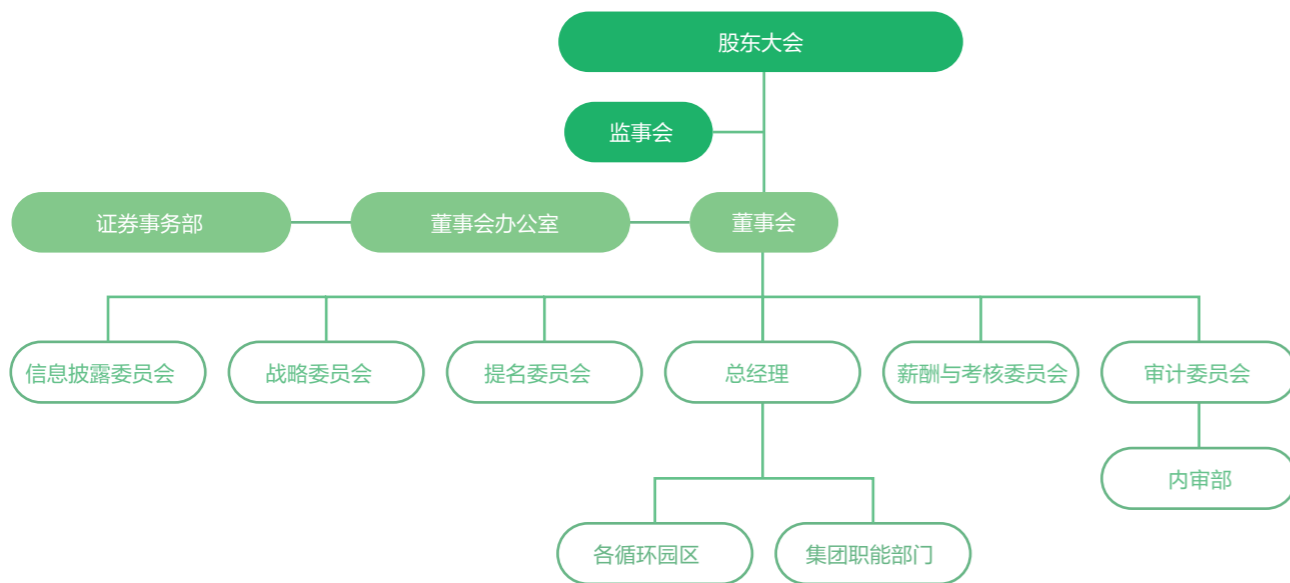 股东大会
监事会
证券事务部
董事会办公室
董事会
信息披露委员会
战略委员会
提名委员会
总经理
薪酬与考核委员会
审计委员会
内审部
各循环园区
集团职能部门